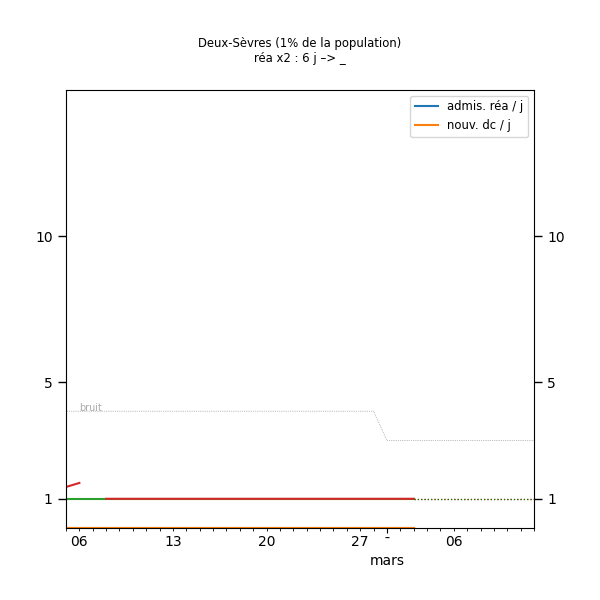 Deux-Sèvres (1% de la population)
réa x2 : 6 j –> _
admis. réa / j
nouv. dc / j
10 10
5 5
bruit
1 1
06 13 20 27 - 06
mars